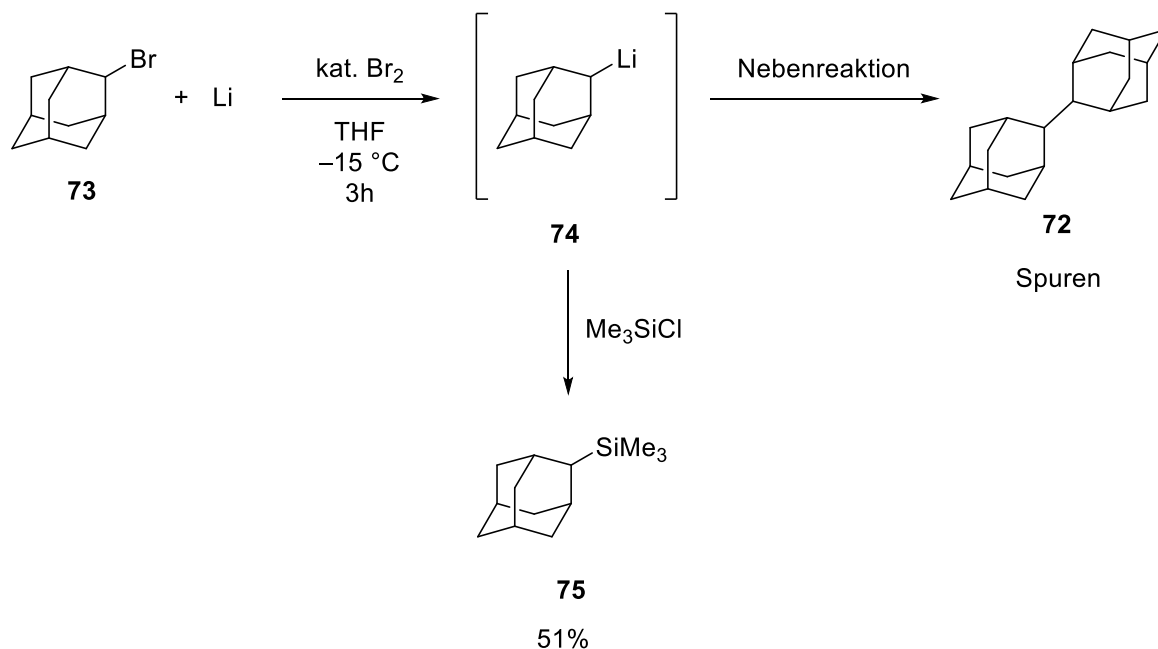 Br
+ Li
73
kat. Br2
THF
–15 °C
3h
Li
74
Nebenreaktion
72
Spuren
Me3SiCl
SiMe3
75
51%